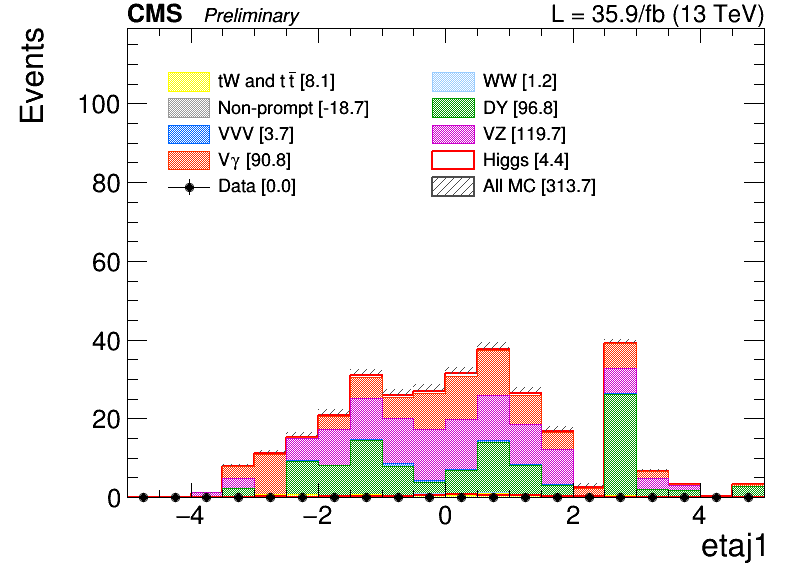 CMS Preliminary L = 35.9/fb (13 TeV)
Events
tW and t t̅ [8.1] WW [1.2]
Non-prompt [-18.7] DY [96.8]
VVV [3.7] VZ [119.7]
Vγ [90.8] Higgs [4.4]
Data [0.0] All MC [313.7]
100
80
60
40
20
0
−4 −2 0 2 4
etaj1